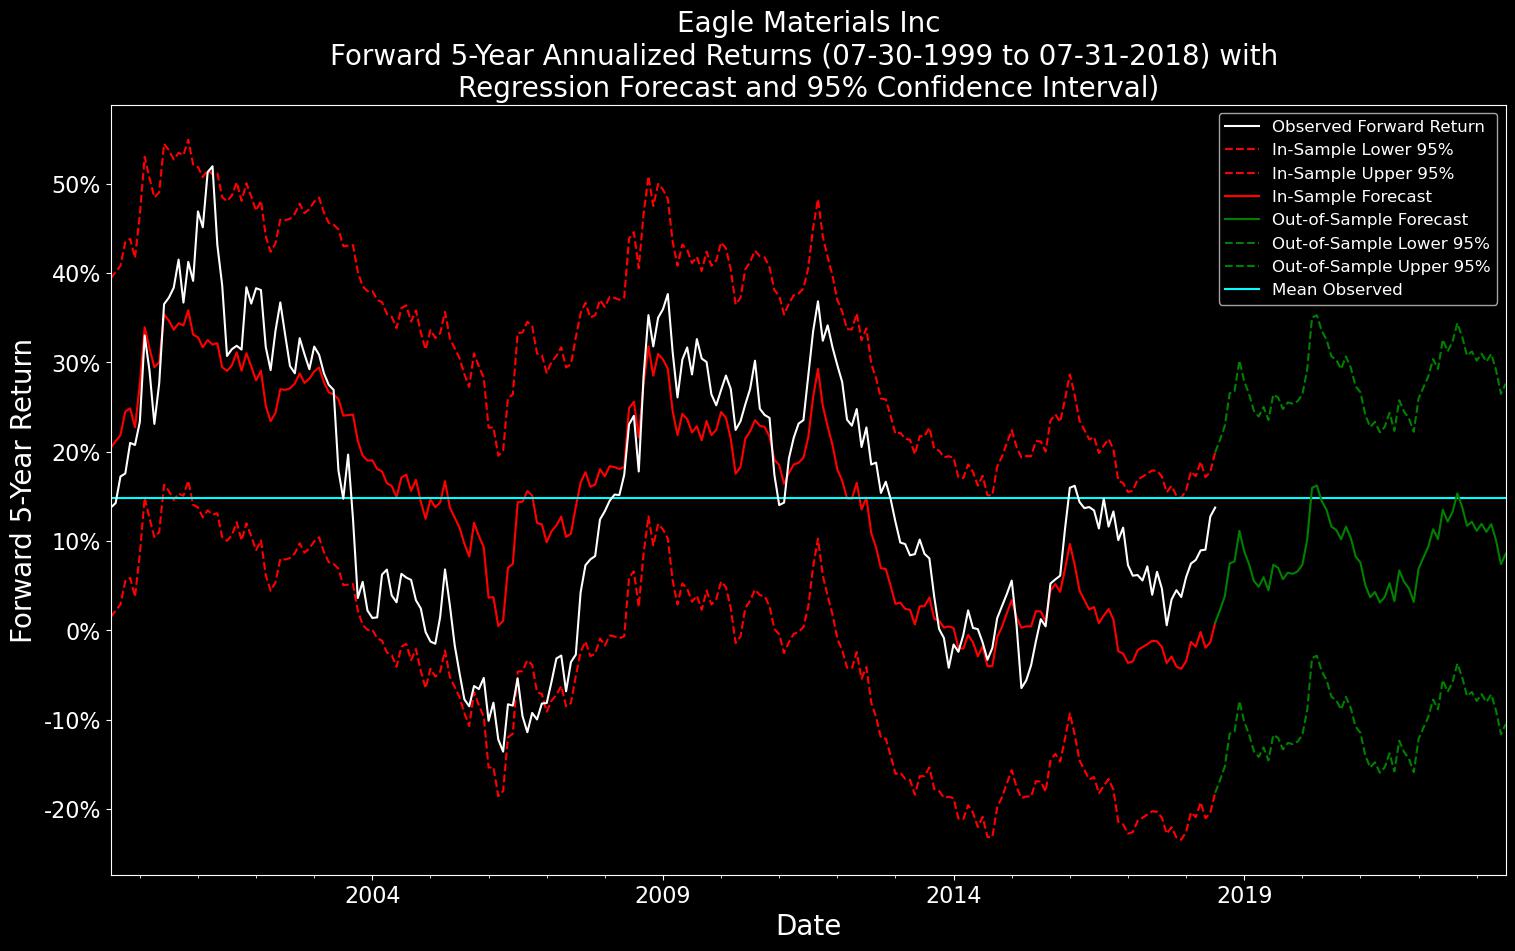 Eagle Materials Inc
Forward 5-Year Annualized Returns (07-30-1999 to 07-31-2018) with
Regression Forecast and 95% Confidence Interval)
Observed Forward Return
In-Sample Lower 95%
In-Sample Upper 95%
In-Sample Forecast
Out-of-Sample Forecast
Out-of-Sample Lower 95%
Out-of-Sample Upper 95%
Mean Observed
Forward 5-Year Return
50%
40%
30%
20%
10%
0%
-10%
-20%
2004 2009 2014 2019
Date